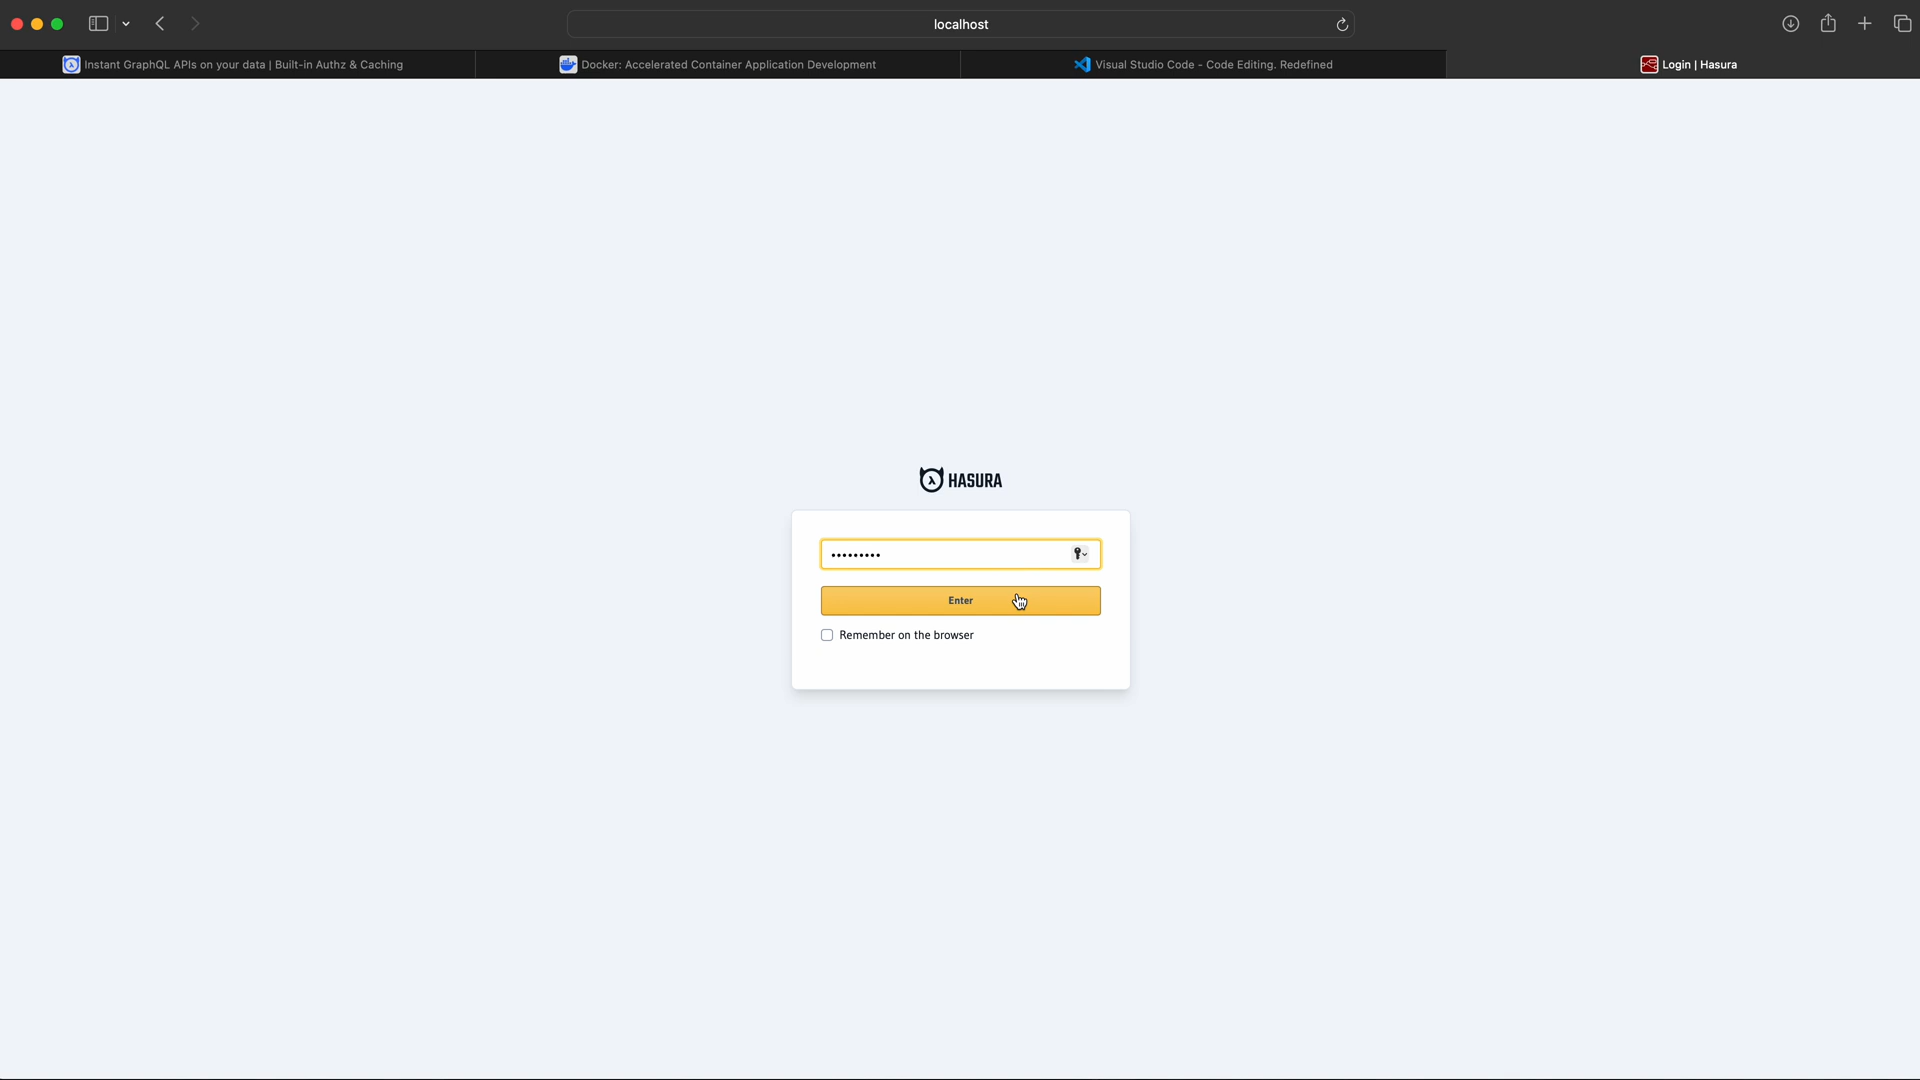 localhost
Instant GraphQL APIs on your data | Built-in Authz & Caching
Docker: Accelerated Container Application Development
Visual Studio Code - Code Editing. Redefined
Login | Hasura
HASURA
•••••••••
Enter
Remember on the browser